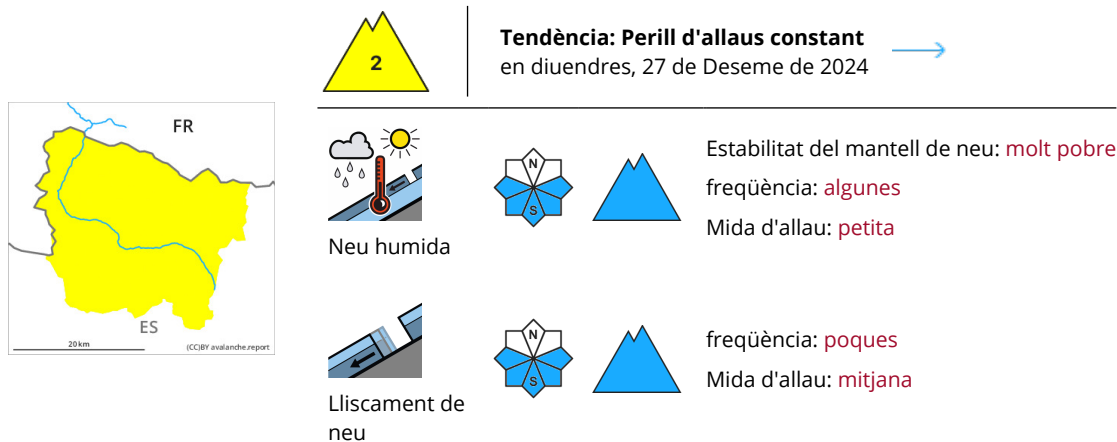 2
Tendència: Perill d'allaus constant
en diuendres, 27 de Deseme de 2024
FR
ES
20 km
(CC)BY avalanche.report
Neu humida
N
S
Estabilitat del mantell de neu: molt pobre
freqüència: algunes
Mida d'allau: petita
Lliscament de
neu
N
S
freqüència: poques
Mida d'allau: mitjana